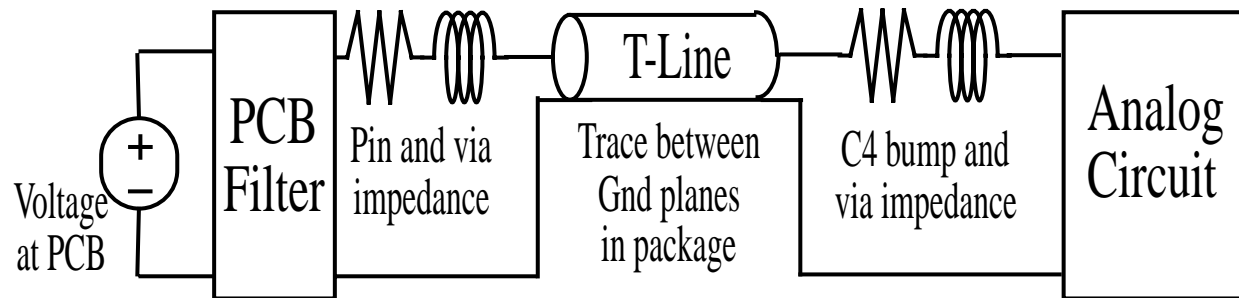 Voltage
at PCB
+
−
PCB
Filter
Pin and via
impedance
T-Line
Trace between
Gnd planes
in package
C4 bump and
via impedance
Analog
Circuit